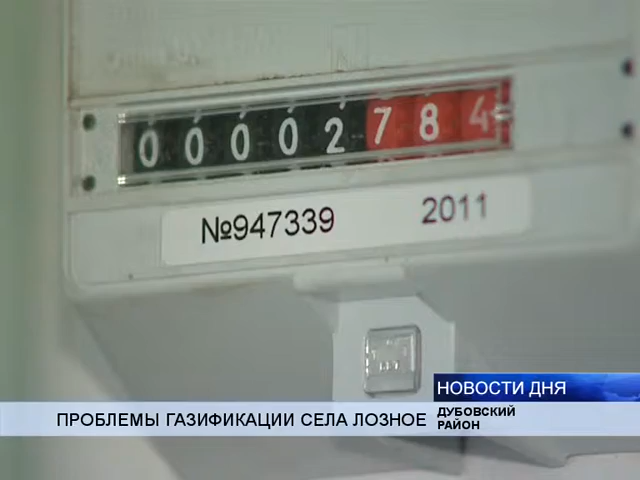 00002784
№947339 2011
НОВОСТИ ДНЯ
ПРОБЛЕМЫ ГАЗИФИКАЦИИ СЕЛА ЛОЗНОЕ
ДУБОВСКИЙ
РАЙОН